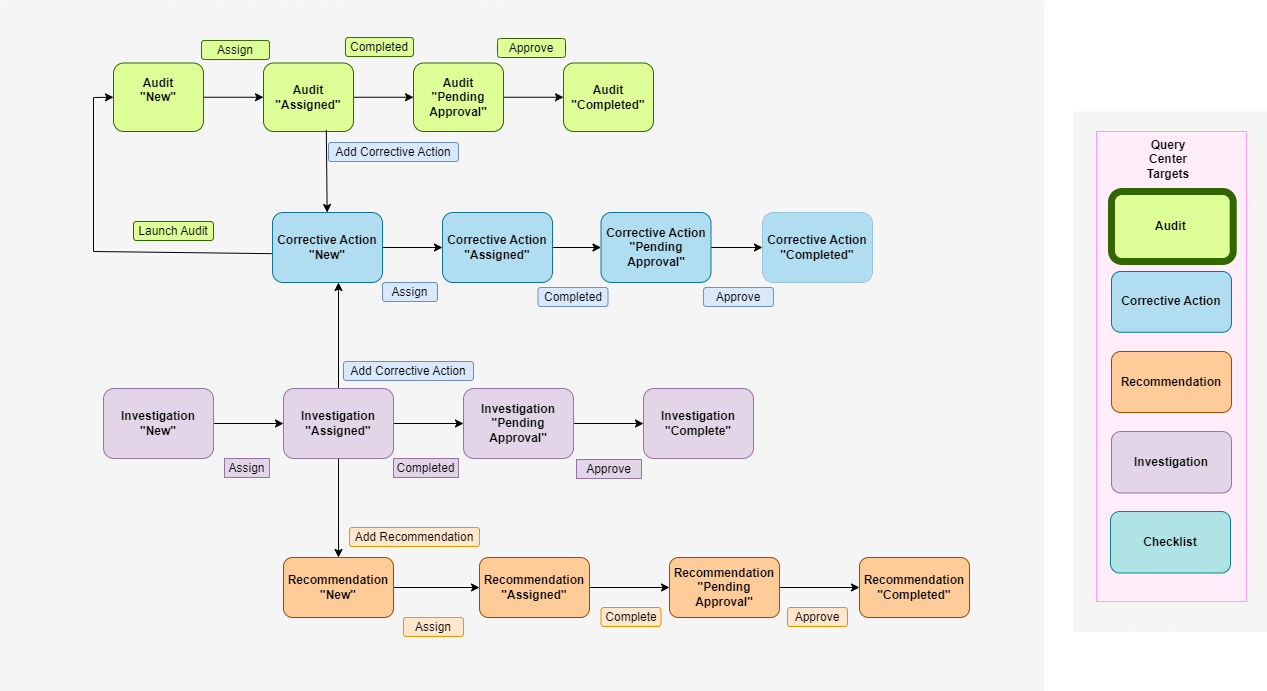 Assign
Completed
Approve
Audit
"New"
Audit
"Assigned"
Audit
"Pending
Approval"
Audit
"Completed"
Add Corrective Action
Launch Audit
Corrective Action
"New"
Corrective Action
"Assigned"
Corrective Action
"Pending
Approval"
Corrective Action
"Completed"
Assign
Completed
Approve
Add Corrective Action
Investigation
"New"
Investigation
"Assigned"
Investigation
"Pending
Approval"
Investigation
"Complete"
Assign
Completed
Approve
Add Recommendation
Recommendation
"New"
Recommendation
"Assigned"
Recommendation
"Pending
Approval"
Recommendation
"Completed"
Assign
Complete
Approve
Query
Center
Targets
Audit
Corrective Action
Recommendation
Investigation
Checklist